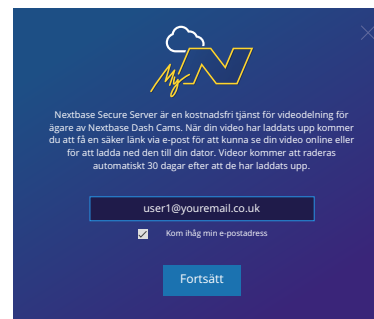 My N
Nextbase Secure Server är en kostnadsfri tjänst för videodelning för
ägare av Nextbase Dash Cams. När din video har laddats upp kommer
du att få en säker länk via e-post för att kunna se din video online eller
för att ladda ned den till din dator. Videor kommer att raderas
automatiskt 30 dagar efter att de har laddats upp.
user1@youremail.co.uk
Kom ihåg min e-postadress
Fortsätt